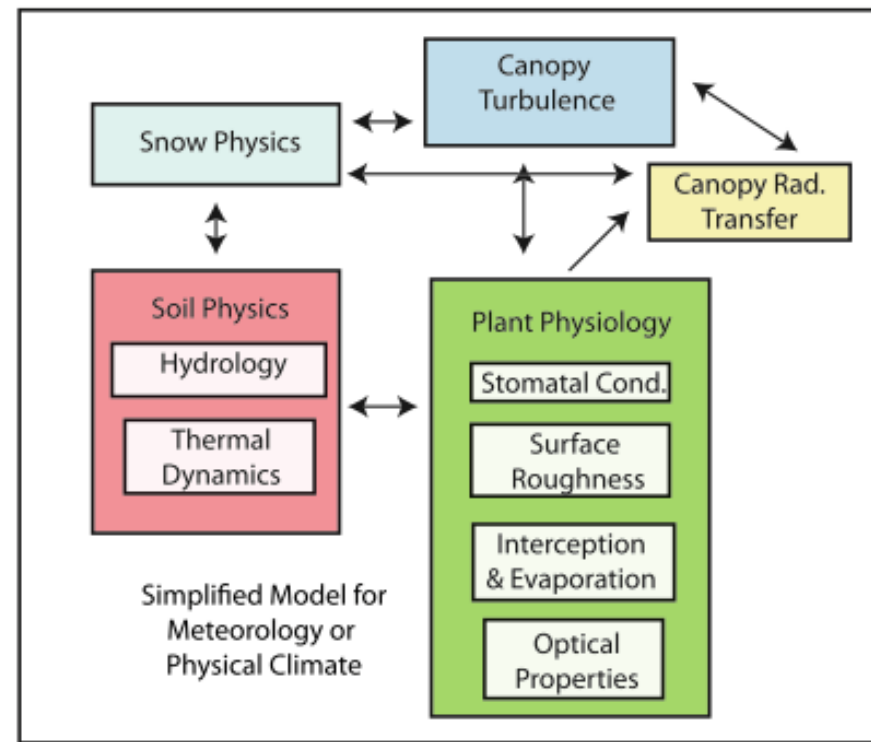 Canopy
Turbulence
Snow Physics
Canopy Rad.
Transfer
Soil Physics
Hydrology
Thermal
Dynamics
Plant Physiology
Stomatal Cond.
Surface
Roughness
Interception
& Evaporation
Optical
Properties
Simplified Model for
Meteorology or
Physical Climate